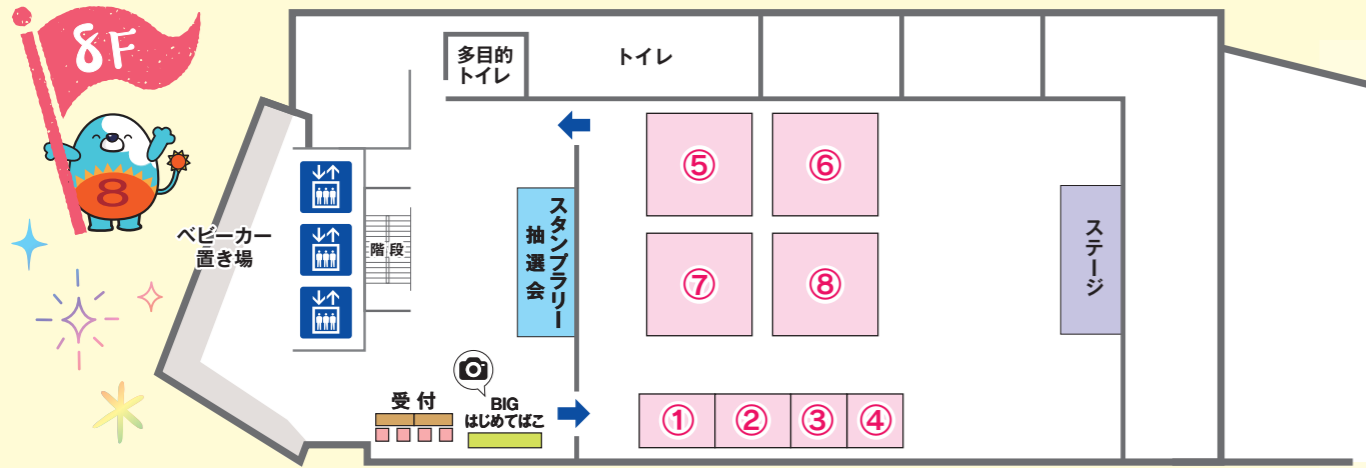 8F
8
多目的
トイレ
トイレ
ベビーカー
置き場
階段
スタンプラリー
抽選会
⑤
⑥
⑦
⑧
ステージ
受付
BIG
はじめてばこ
①
②
③
④